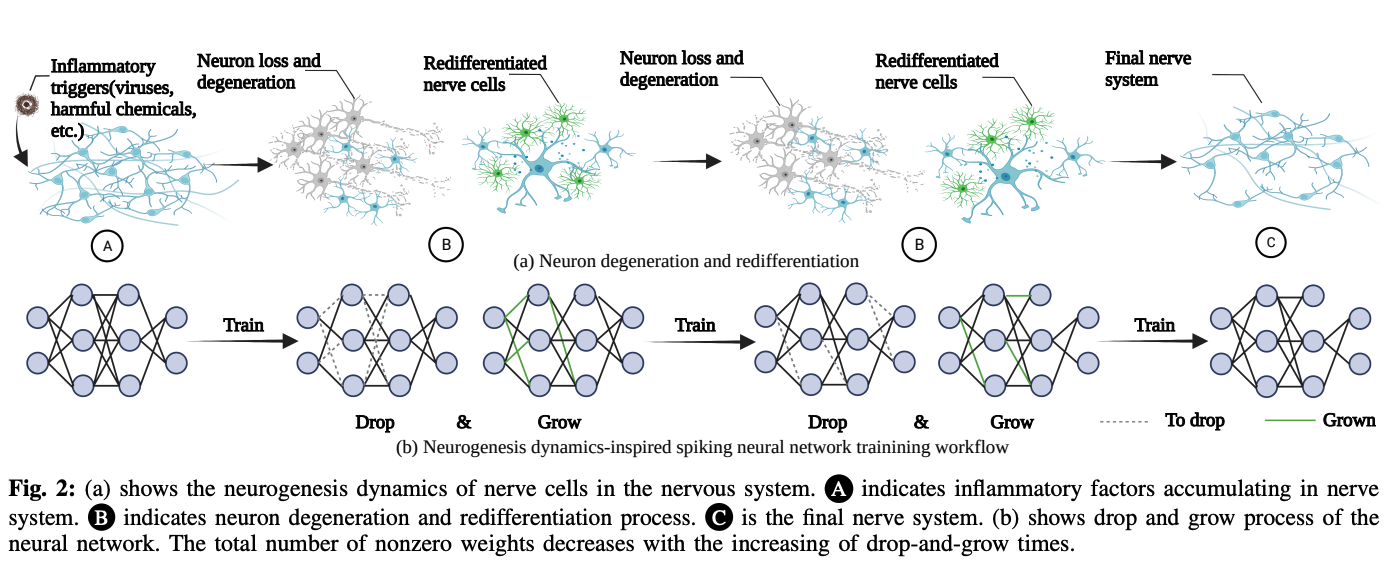 Inflammatory
triggers(viruses,
harmful chemicals,
etc.)
Neuron loss and
degeneration
Redifferentiated
nerve cells
Neuron loss and
degeneration
Redifferentiated
nerve cells
Final nerve
system
A
B
B
C
(a) Neuron degeneration and redifferentiation
Train
Train
Train
Drop & Grow
Drop & Grow
To drop
Grown
(b) Neurogenesis dynamics-inspired spiking neural network trainining workflow
Fig. 2: (a) shows the neurogenesis dynamics of nerve cells in the nervous system. A indicates inflammatory factors accumulating in nerve
system. B indicates neuron degeneration and redifferentiation process. C is the final nerve system. (b) shows drop and grow process of the
neural network. The total number of nonzero weights decreases with the increasing of drop-and-grow times.